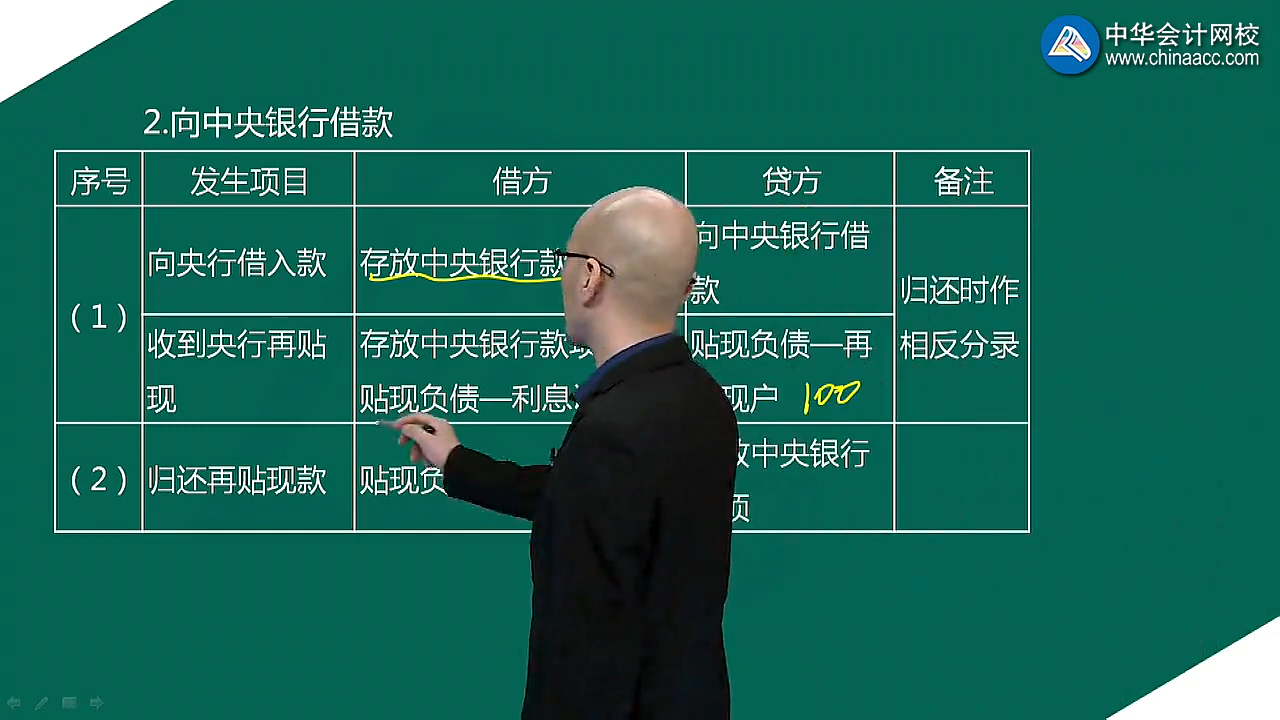 中华会计网校
www.chinaacc.com
2.向中央银行借款
序号 发生项目 借方 贷方 备注
(1) 向央行借入款 存放中央银行款 向中央银行借
款
归还时作
相反分录
收到央行再贴
现
存放中央银行款项
贴现负债—利息
贴现负债—再
现户 100
(2) 归还再贴现款 贴现负 放中央银行
项